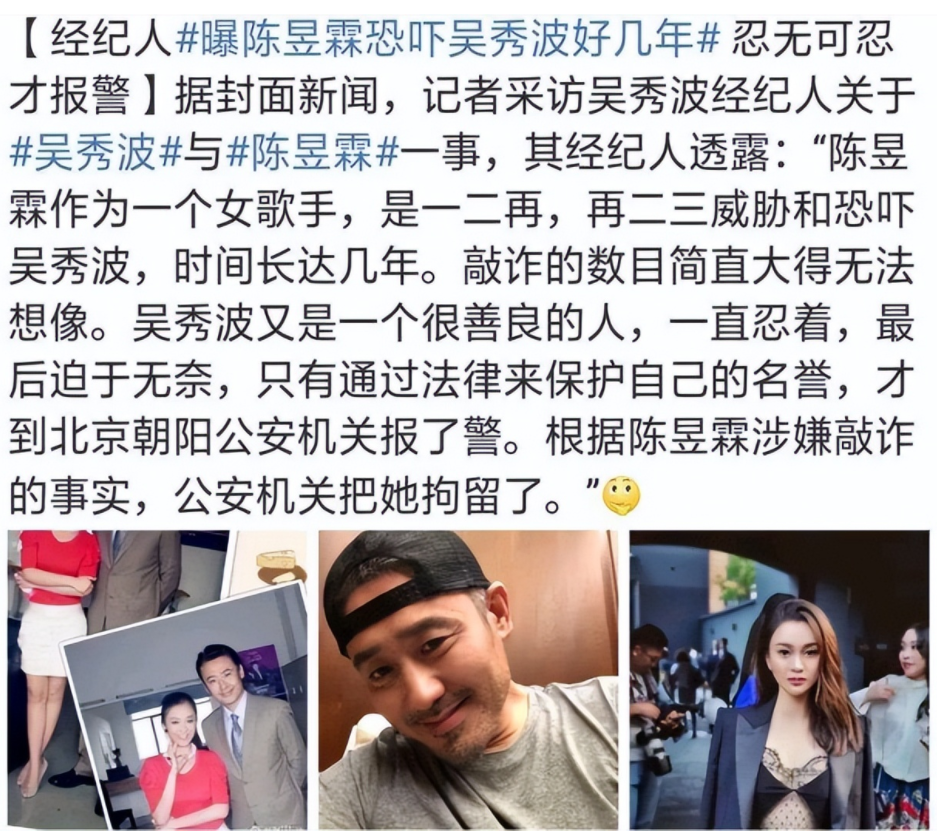 【 经纪人#曝陈昱霖恐吓吴秀波好几年# 忍无可忍
才报警 】据封面新闻，记者采访吴秀波经纪人关于
#吴秀波#与#陈昱霖#一事，其经纪人透露：“陈昱
霖作为一个女歌手，是一二再，再二三威胁和恐吓
吴秀波，时间长达几年。敲诈的数目简直大得无法
想像。吴秀波又是一个很善良的人，一直忍着，最
后迫于无奈，只有通过法律来保护自己的名誉，才
到北京朝阳公安机关报了警。根据陈昱霖涉嫌敲诈
的事实，公安机关把她拘留了。”